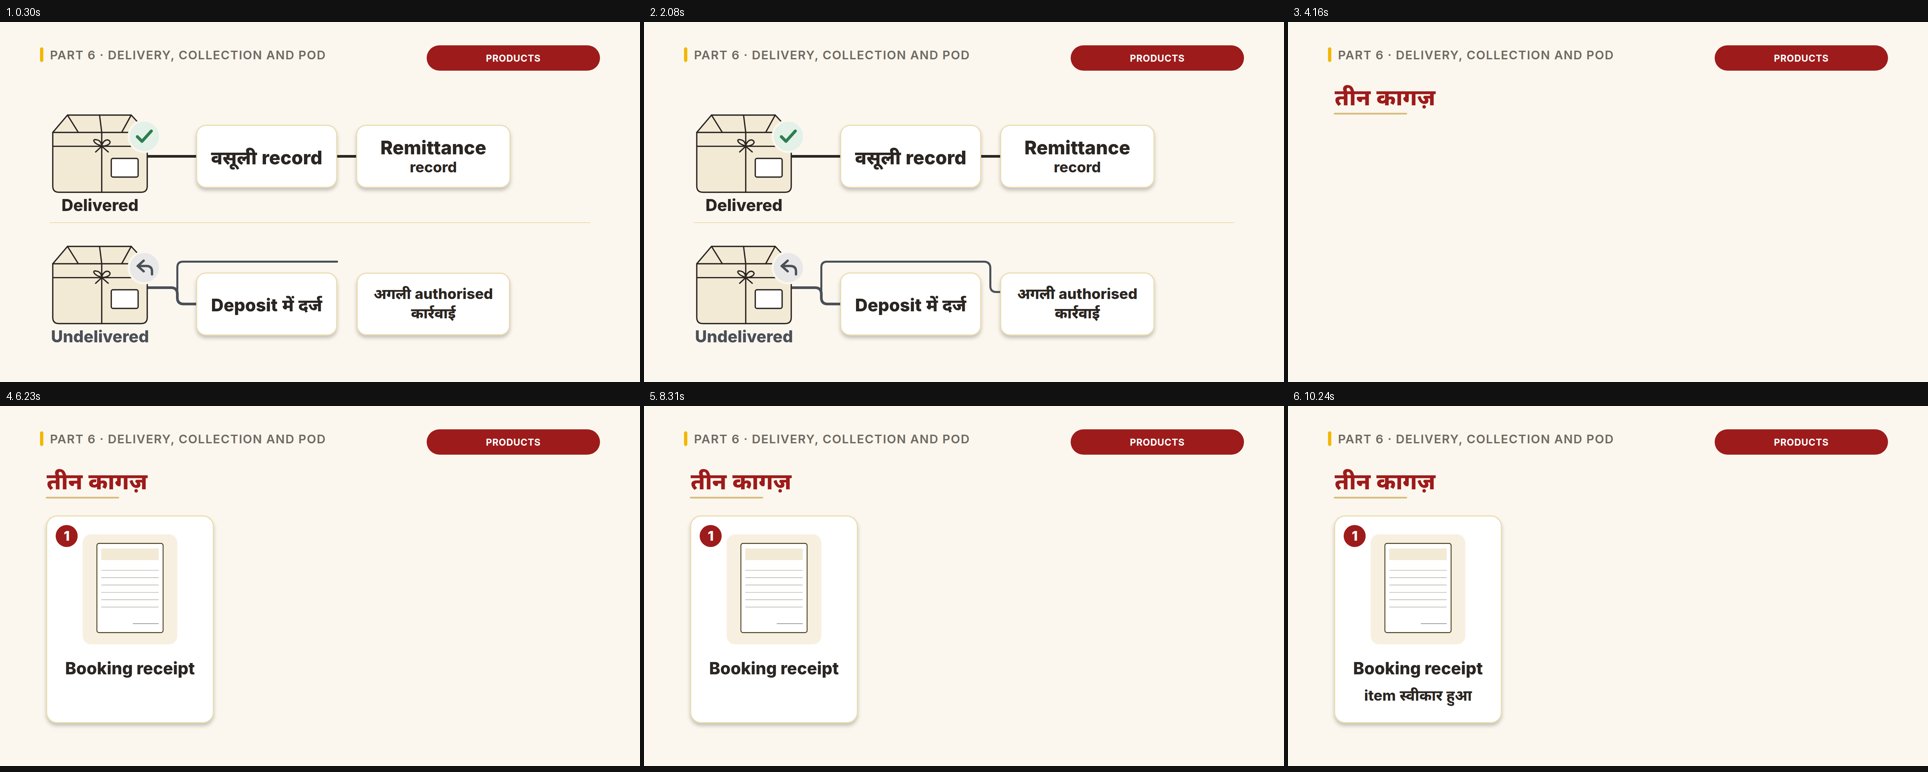 1. 0.30s
PART 6 · DELIVERY, COLLECTION AND POD
PRODUCTS
वसूली record
Remittance
record
Delivered
Deposit में दर्ज
अगली authorised
कार्रवाई
Undelivered
2. 2.08s
PART 6 · DELIVERY, COLLECTION AND POD
PRODUCTS
वसूली record
Remittance
record
Delivered
Deposit में दर्ज
अगली authorised
कार्रवाई
Undelivered
3. 4.16s
PART 6 · DELIVERY, COLLECTION AND POD
PRODUCTS
तीन कागज़
4. 6.23s
PART 6 · DELIVERY, COLLECTION AND POD
PRODUCTS
तीन कागज़
1
Booking receipt
5. 8.31s
PART 6 · DELIVERY, COLLECTION AND POD
PRODUCTS
तीन कागज़
1
Booking receipt
6. 10.24s
PART 6 · DELIVERY, COLLECTION AND POD
PRODUCTS
तीन कागज़
1
Booking receipt
item स्वीकार हुआ